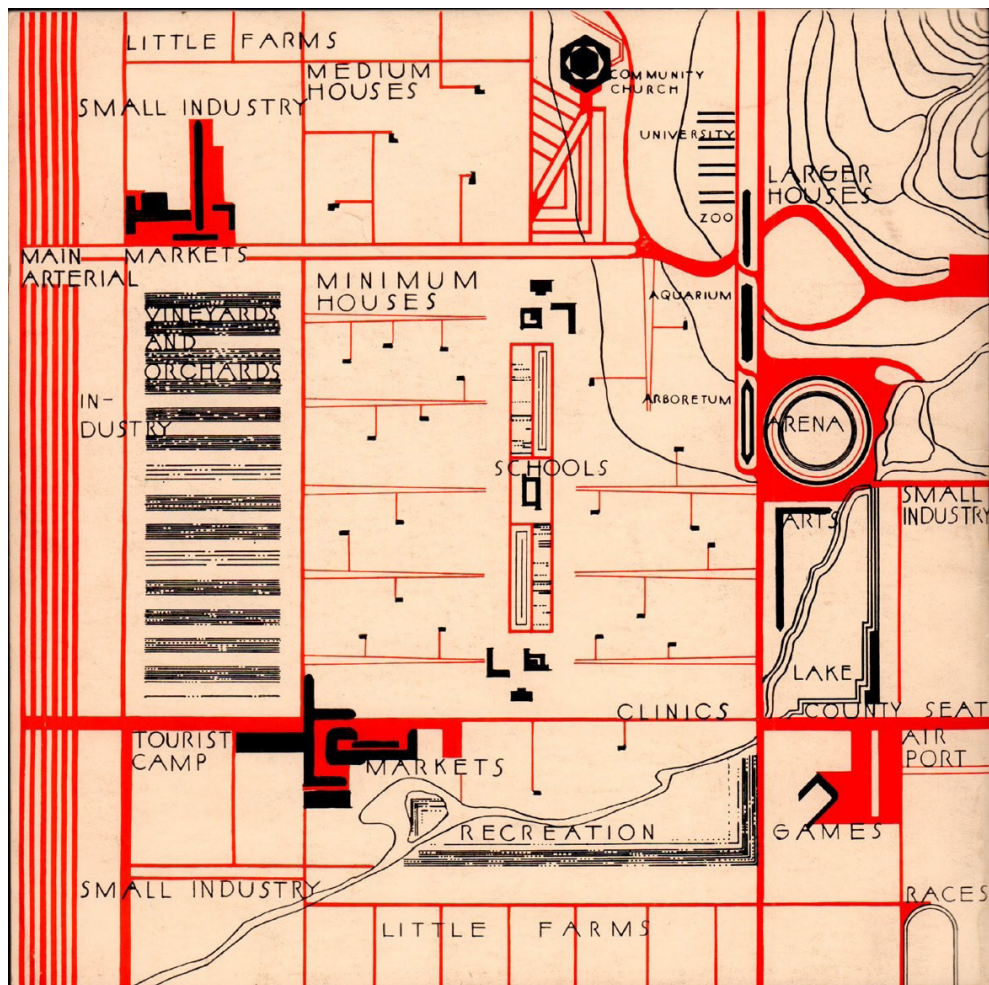 LITTLE FARMS
MEDIUM
HOUSES
COMMUNITY
CHURCH
SMALL INDUSTRY
UNIVERSITY
LARGER
HOUSES
ZOO
MAIN
ARTERIAL
MARKETS
MINIMUM
HOUSES
AQUARIUM
VINEYARDS
AND
ORCHARDS
IN-
DUSTRY
ARBORETUM
ARENA
SCHOOLS
SMALL
INDUSTRY
ARTS
LAKE
CLINICS
COUNTY SEAT
TOURIST
CAMP
MARKETS
AIR
PORT
RECREATION
GAMES
SMALL INDUSTRY
RACES
LITTLE FARMS